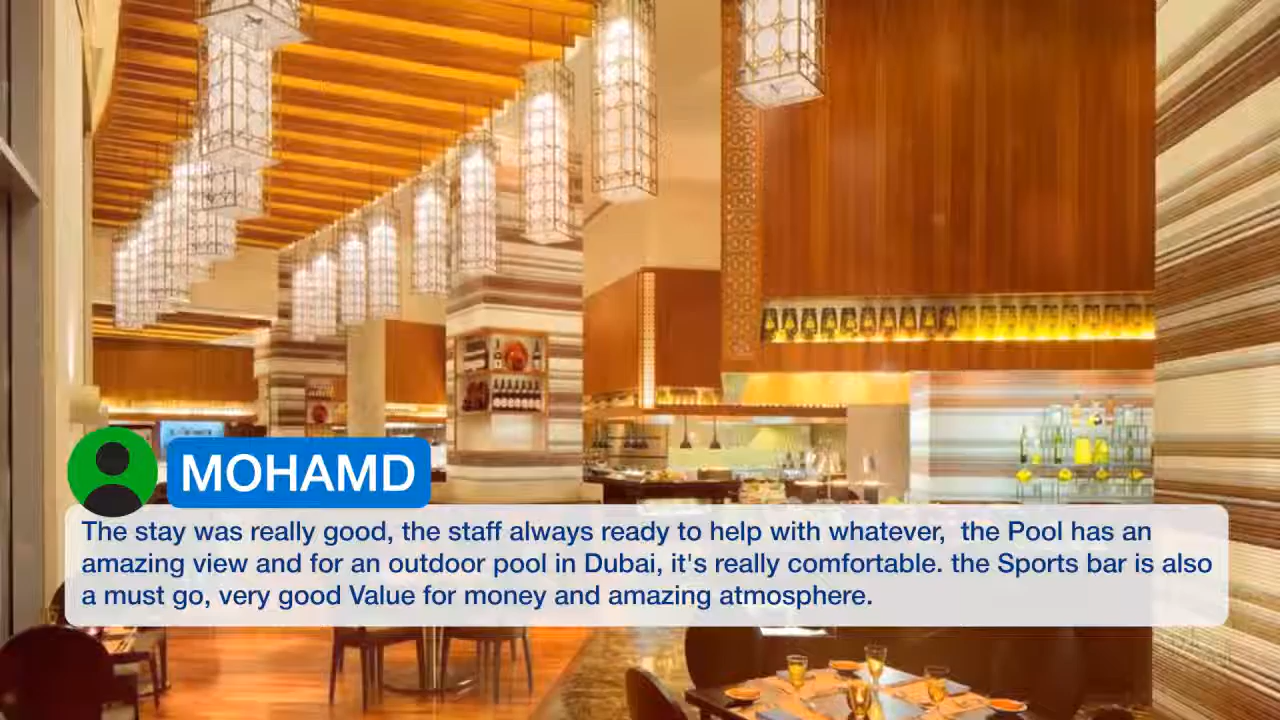 MOHAMD
The stay was really good, the staff always ready to help with whatever,  the Pool has an
amazing view and for an outdoor pool in Dubai, it's really comfortable. the Sports bar is also
a must go, very good Value for money and amazing atmosphere.